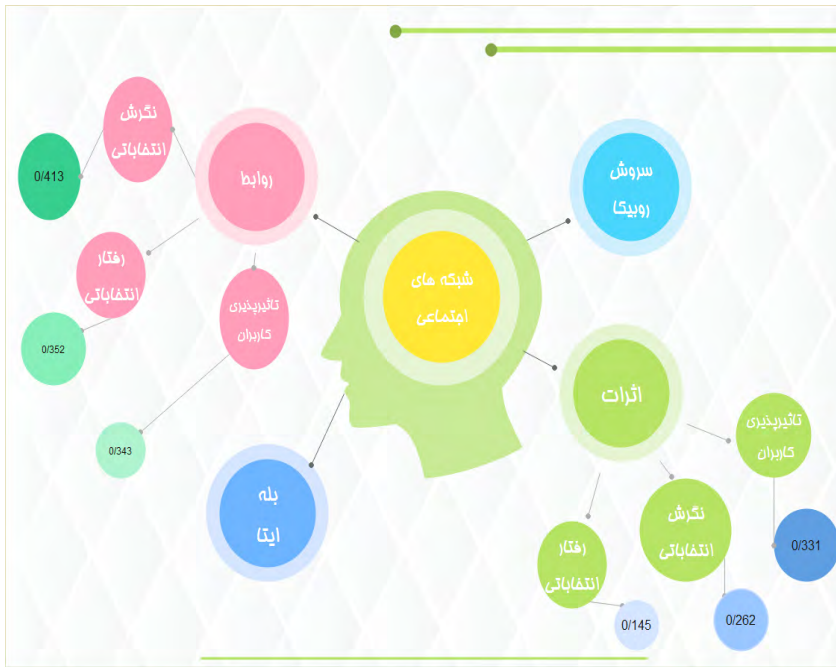 شبکه های
اجتماعی
سروش
روبیکا
روابط
نگرش
انتخاباتی
0/413
رفتار
انتخاباتی
0/352
تاثیرپذیری
کاربران
0/343
بله
ایتا
اثرات
تاثیرپذیری
کاربران
0/331
نگرش
انتخاباتی
0/262
رفتار
انتخاباتی
0/145